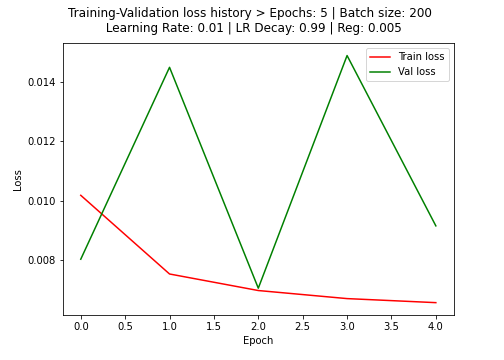 Training-Validation loss history > Epochs: 5 | Batch size: 200
Learning Rate: 0.01 | LR Decay: 0.99 | Reg: 0.005
Train loss
Val loss
0.014
0.012
0.010
0.008
Loss
0.0 0.5 1.0 1.5 2.0 2.5 3.0 3.5 4.0
Epoch